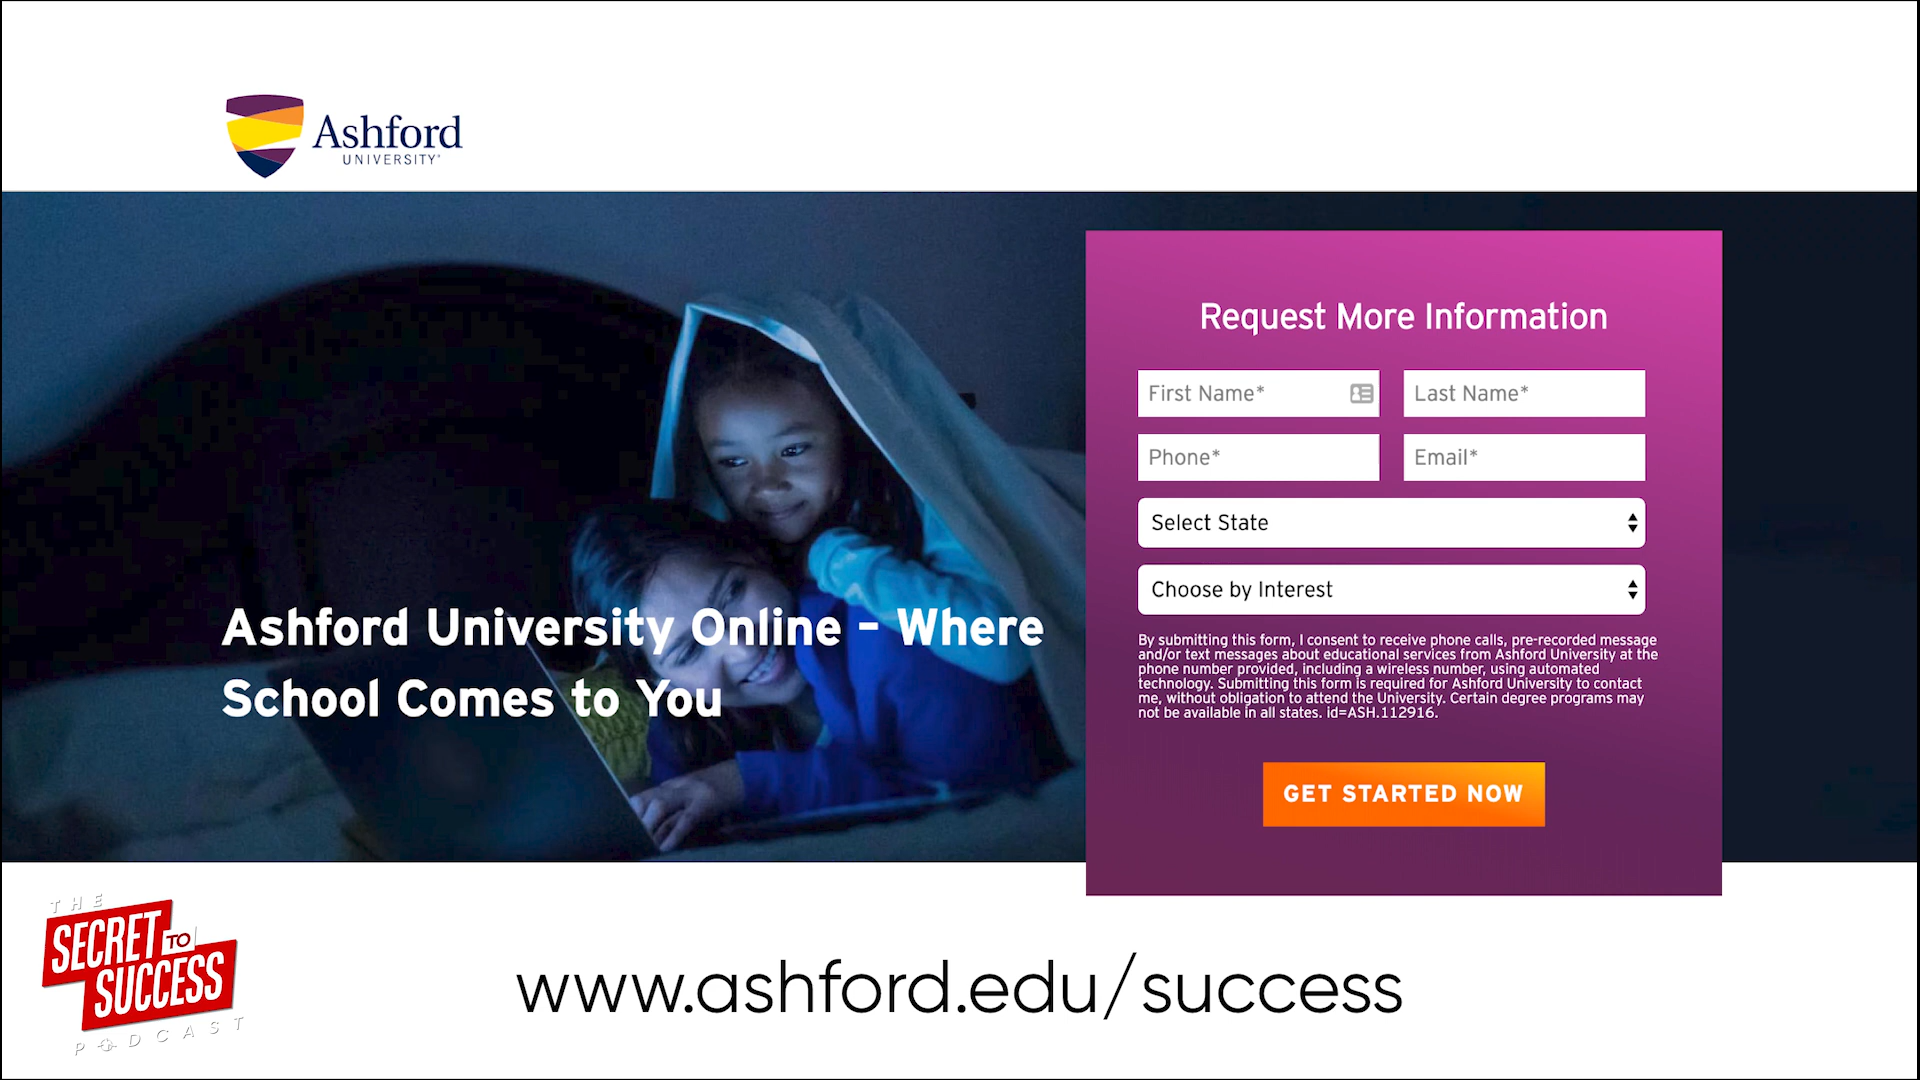 Ashford
UNIVERSITY®
Request More Information
First Name*
Last Name*
Phone*
Email*
Select State
Choose by Interest
By submitting this form, I consent to receive phone calls, pre-recorded message
and/or text messages about educational services from Ashford University at the
phone number provided, including a wireless number, using automated
technology. Submitting this form is required for Ashford University to contact
me, without obligation to attend the University. Certain degree programs may
not be available in all states. id=ASH.112916.
GET STARTED NOW
Ashford University Online – Where
School Comes to You
THE
SECRET TO
SUCCESS
PODCAST
www.ashford.edu/success